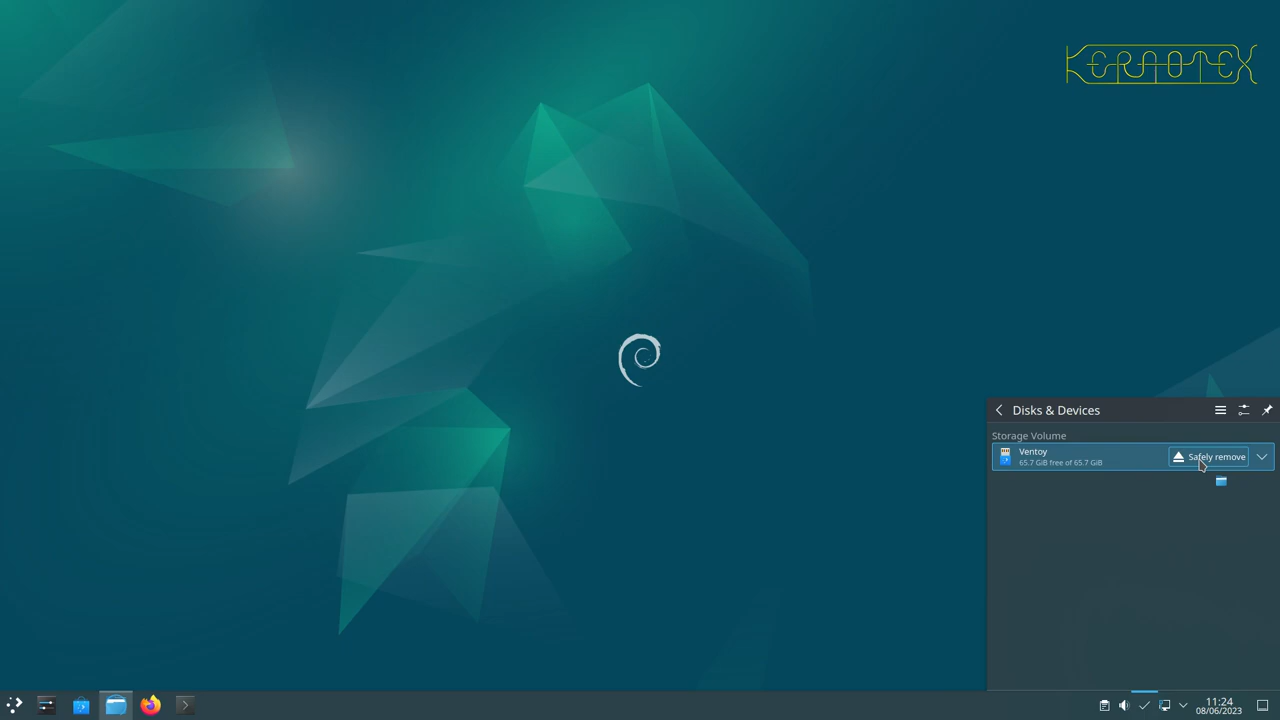 KERAOTEX
Disks & Devices
Storage Volume
Ventoy
65.7 GiB free of 65.7 GiB
Safely remove
11:24
08/06/2023